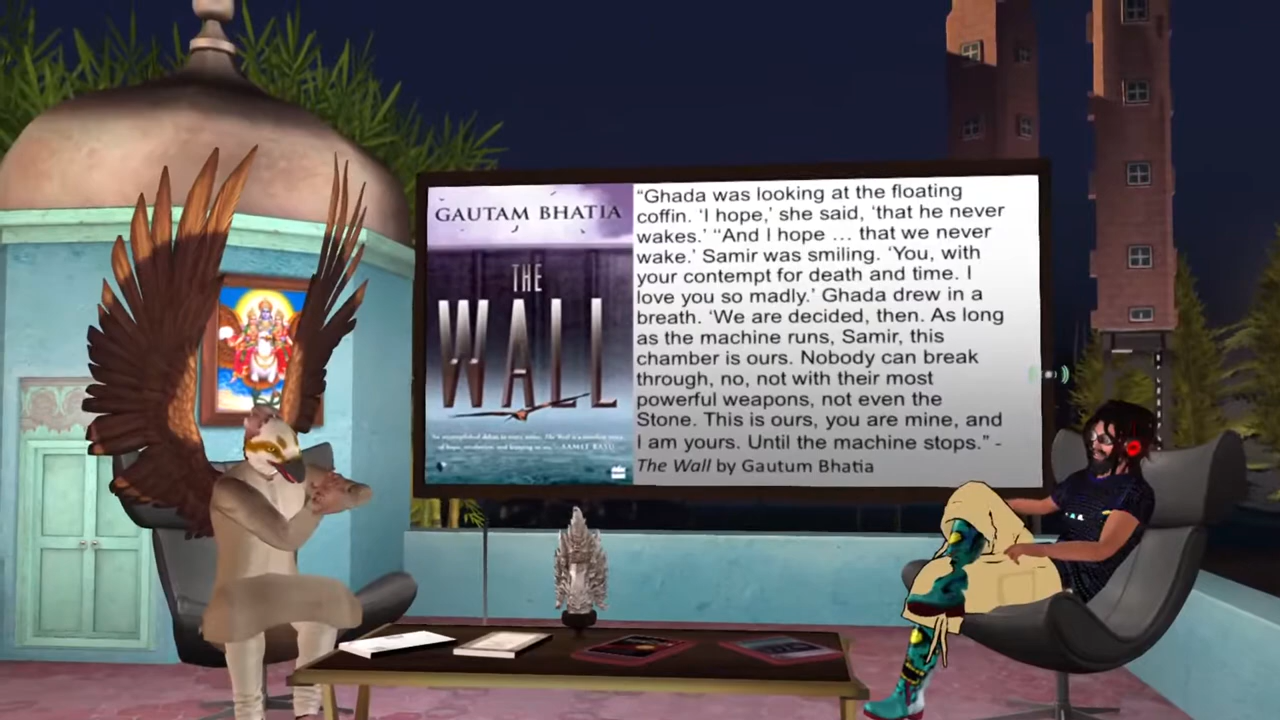 GAUTAM BHATIA
THE
WALL
“Ghada was looking at the floating
coffin. ‘I hope,’ she said, ‘that he never
wakes.’ “And I hope … that we never
wake.’ Samir was smiling. ‘You, with
your contempt for death and time. I
love you so madly.’ Ghada drew in a
breath. ‘We are decided, then. As long
as the machine runs, Samir, this
chamber is ours. Nobody can break
through, no, not with their most
powerful weapons, not even the
Stone. This is ours, you are mine, and
I am yours. Until the machine stops.” -
The Wall by Gautum Bhatia